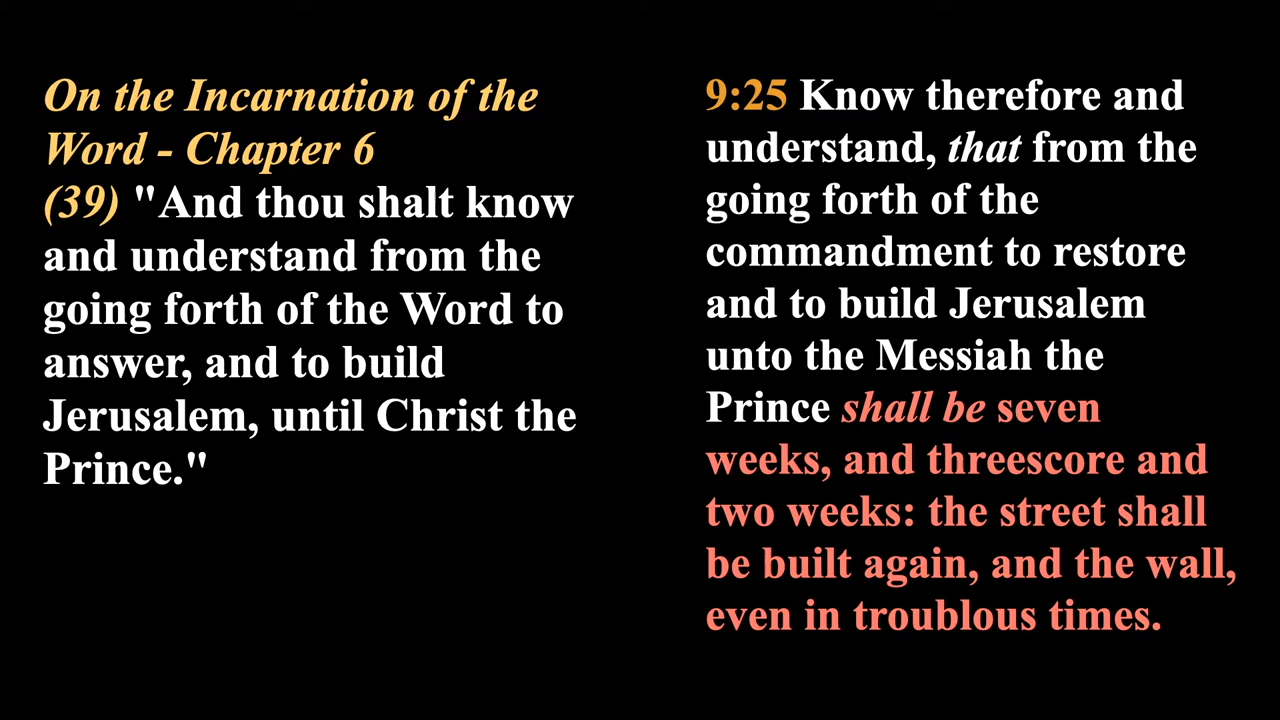 On the Incarnation of the
Word - Chapter 6
(39) "And thou shalt know
and understand from the
going forth of the Word to
answer, and to build
Jerusalem, until Christ the
Prince."
9:25 Know therefore and
understand, that from the
going forth of the
commandment to restore
and to build Jerusalem
unto the Messiah the
Prince shall be seven
weeks, and threescore and
two weeks: the street shall
be built again, and the wall,
even in troublous times.